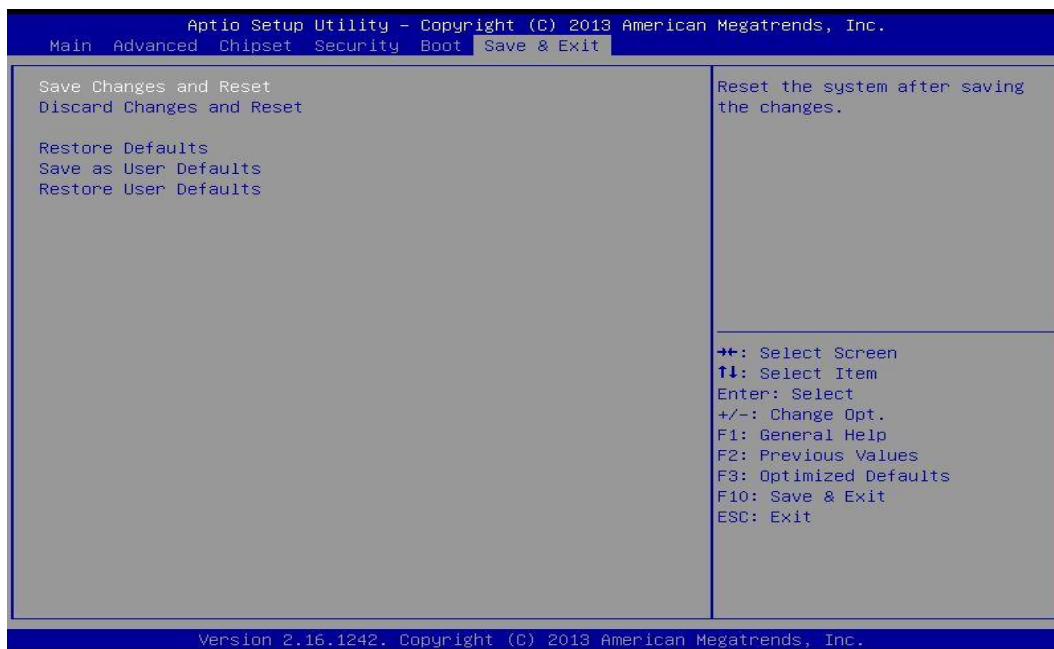 Aptio Setup Utility – Copyright (C) 2013 American Megatrends, Inc.
Main Advanced Chipset Security Boot Save & Exit
Save Changes and Reset
Discard Changes and Reset
Restore Defaults
Save as User Defaults
Restore User Defaults
Reset the system after saving
the changes.
→←: Select Screen
↑↓: Select Item
Enter: Select
+/-: Change Opt.
F1: General Help
F2: Previous Values
F3: Optimized Defaults
F10: Save & Exit
ESC: Exit
Version 2.16.1242. Copyright (C) 2013 American Megatrends, Inc.